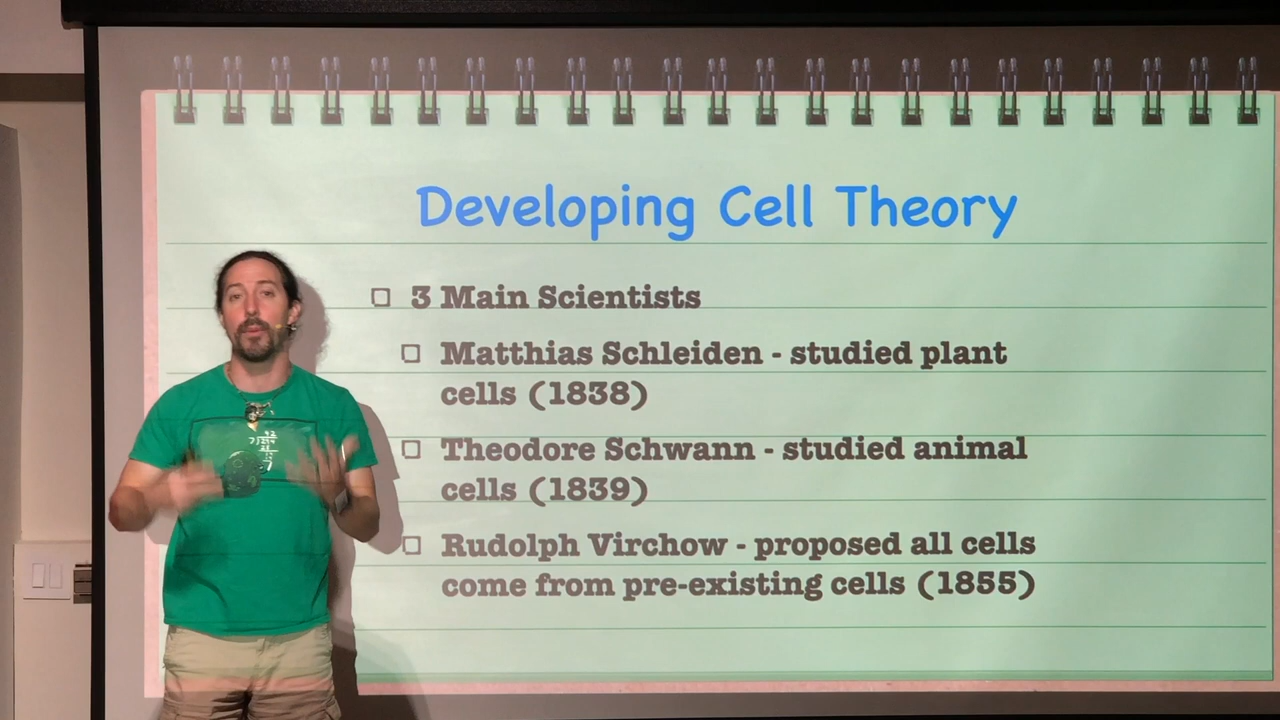 Developing Cell Theory
3 Main Scientists
Matthias Schleiden - studied plant
cells (1838)
Theodore Schwann - studied animal
cells (1839)
Rudolph Virchow - proposed all cells
come from pre-existing cells (1855)